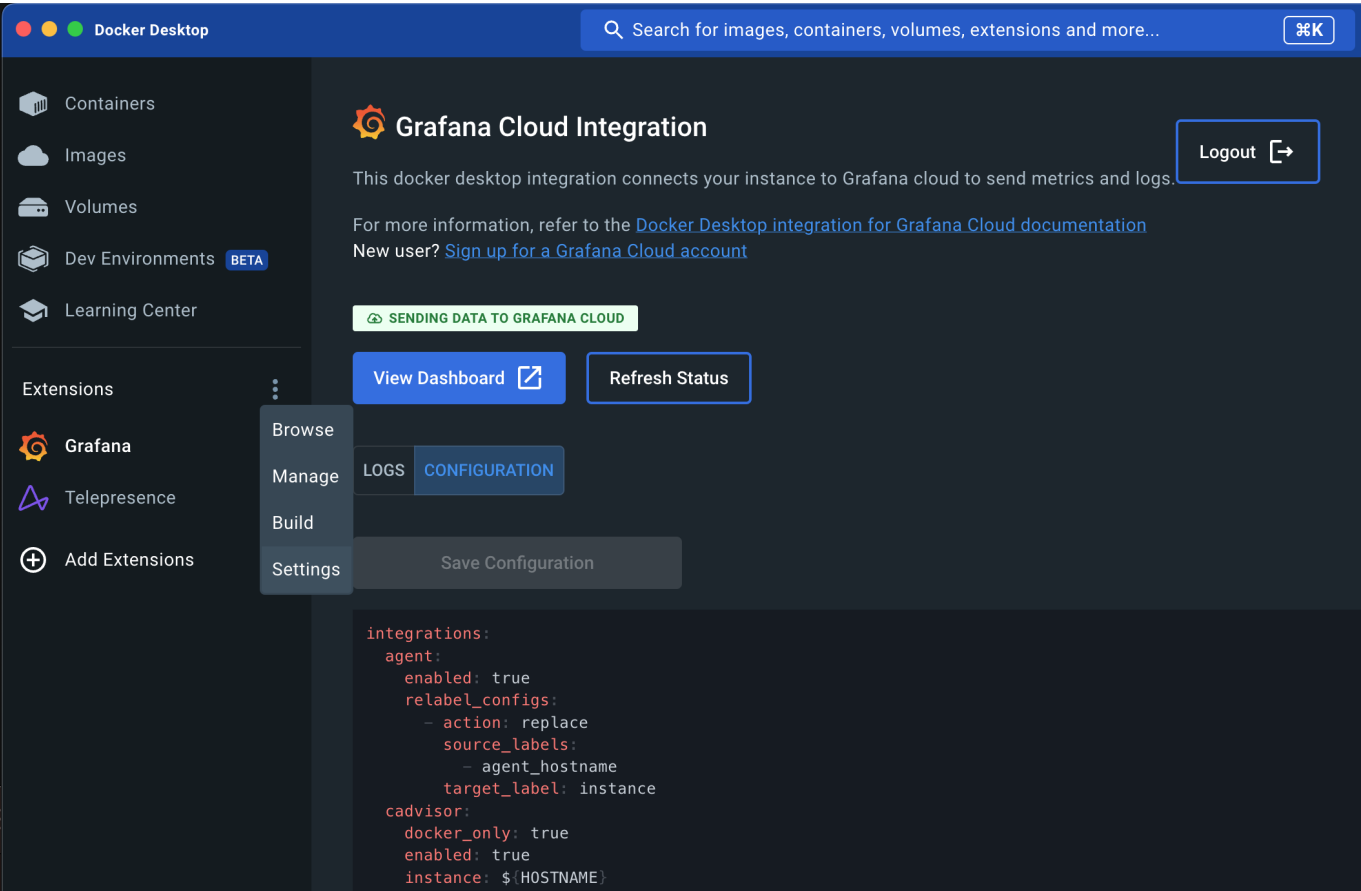 Docker Desktop
Search for images, containers, volumes, extensions and more...
⌘K
Containers
Images
Volumes
Dev Environments BETA
Learning Center
Extensions
Grafana
Telepresence
Add Extensions
Browse
Manage
Build
Settings
Grafana Cloud Integration
Logout
This docker desktop integration connects your instance to Grafana cloud to send metrics and logs.
For more information, refer to the Docker Desktop integration for Grafana Cloud documentation
New user? Sign up for a Grafana Cloud account
SENDING DATA TO GRAFANA CLOUD
View Dashboard
Refresh Status
LOGS
CONFIGURATION
Save Configuration
integrations:
  agent:
    enabled: true
    relabel_configs:
      - action: replace
        source_labels:
          - agent_hostname
        target_label: instance
  cadvisor:
    docker_only: true
    enabled: true
    instance: ${HOSTNAME}